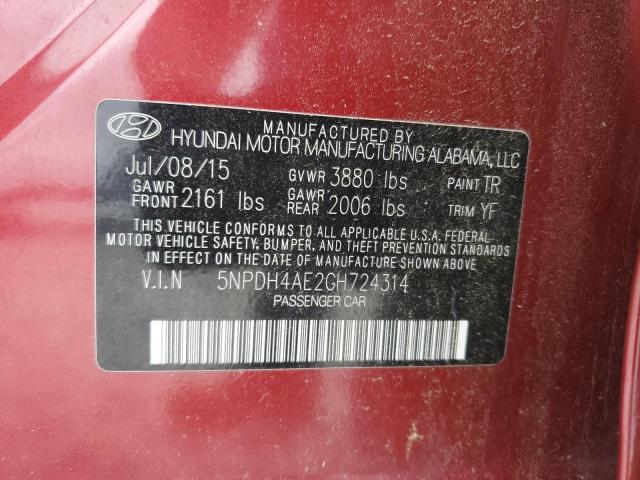 MANUFACTURED BY
HYUNDAI MOTOR MANUFACTURING ALABAMA, LLC
Jul/08/15 GVWR 3880 lbs PAINT TR
GAWR FRONT 2161 lbs GAWR REAR 2006 lbs TRIM YF
THIS VEHICLE CONFORMS TO ALL APPLICABLE U.S.A. FEDERAL
MOTOR VEHICLE SAFETY, BUMPER, AND THEFT PREVENTION STANDARDS
IN EFFECT ON THE DATE OF MANUFACTURE SHOWN ABOVE.
V.I.N 5NPDH4AE2GH724314
PASSENGER CAR